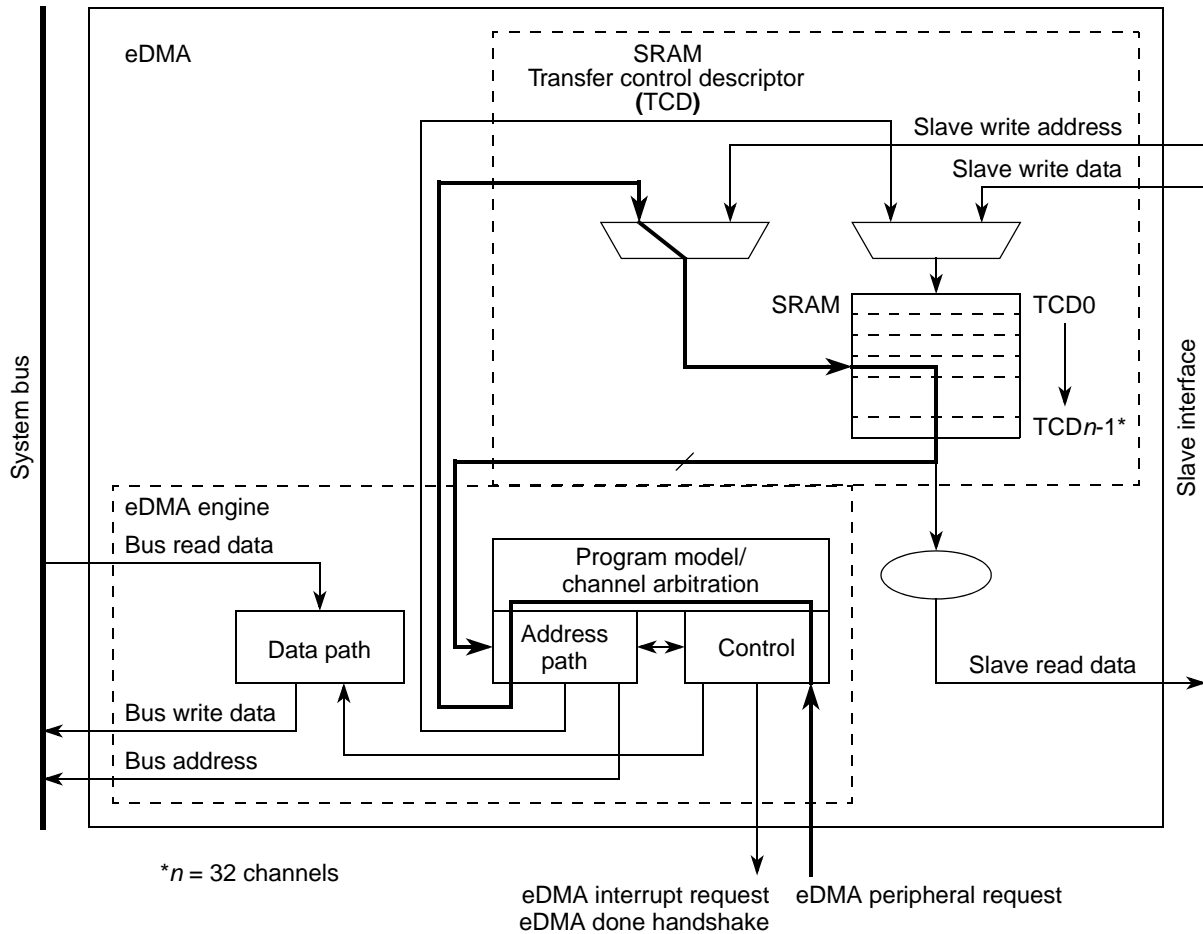 eDMA
SRAM
Transfer control descriptor
(TCD)
Slave write address
Slave write data
SRAM
TCD0
TCDn-1*
System bus
Slave interface
eDMA engine
Bus read data
Program model/
channel arbitration
Data path
Address
path
Control
Slave read data
Bus write data
Bus address
*n = 32 channels
eDMA interrupt request
eDMA done handshake
eDMA peripheral request